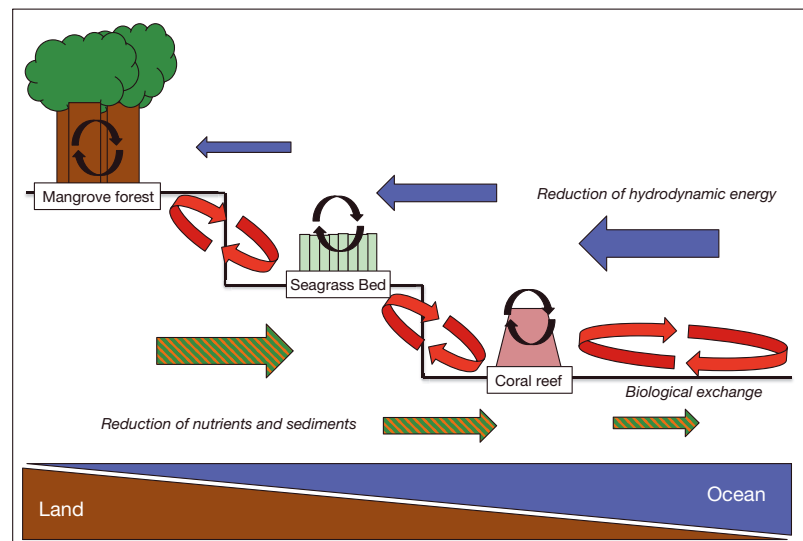 Mangrove forest
Reduction of hydrodynamic energy
Seagrass Bed
Coral reef
Biological exchange
Reduction of nutrients and sediments
Ocean
Land